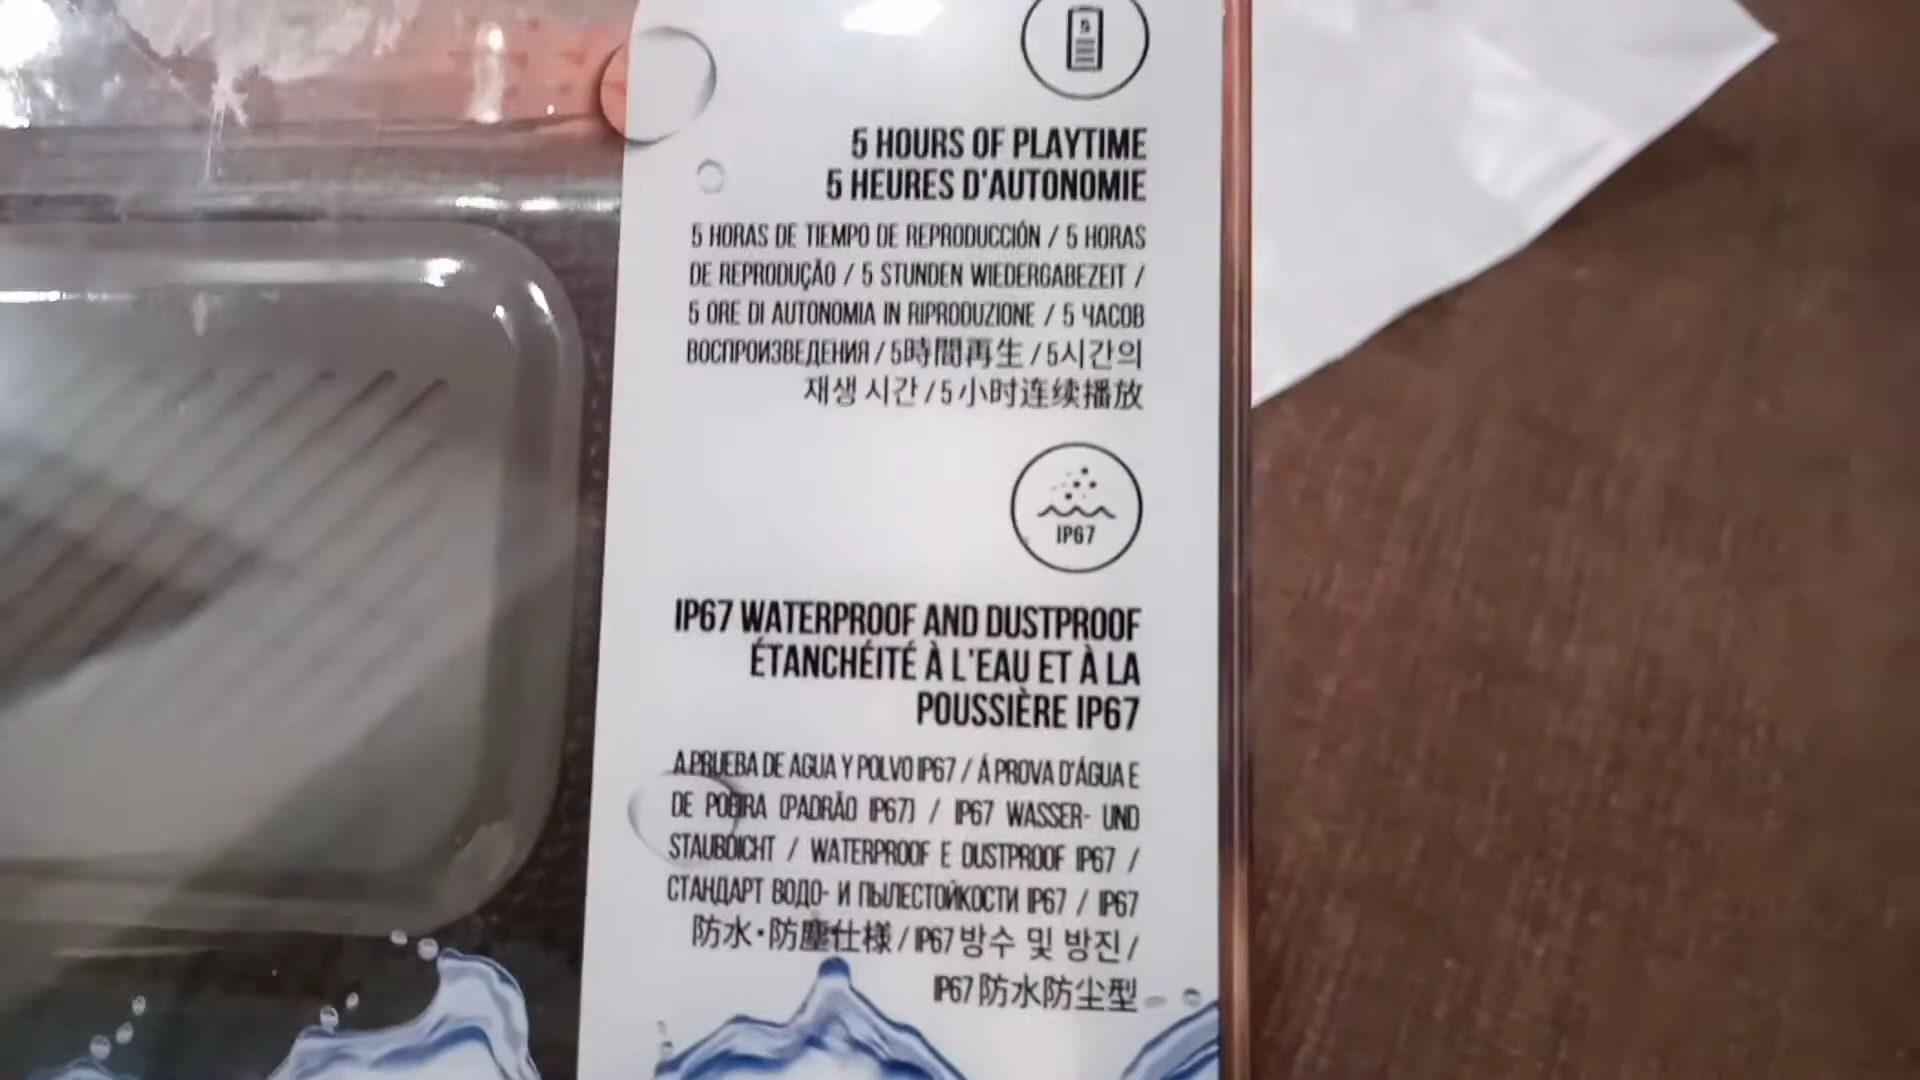 5
5 HOURS OF PLAYTIME
5 HEURES D'AUTONOMIE
5 HORAS DE TIEMPO DE REPRODUCCIÓN / 5 HORAS
DE REPRODUÇÃO / 5 STUNDEN WIEDERGABEZEIT /
5 ORE DI AUTONOMIA IN RIPRODUZIONE / 5 ЧАСОВ
ВОСПРОИЗВЕДЕНИЯ / 5時間再生 / 5시간의
재생 시간 / 5 小时连续播放
IP67
IP67 WATERPROOF AND DUSTPROOF
ÉTANCHÉITÉ À L'EAU ET À LA
POUSSIÈRE IP67
A PRUEBA DE AGUA Y POLVO IP67 / Á PROVA D'ÁGUA E
DE POEIRA (PADRÃO IP67) / IP67 WASSER- UND
STAUBDICHT / WATERPROOF E DUSTPROOF IP67 /
СТАНДАРТ ВОДО- И ПЫЛЕСТОЙКОСТИ IP67 / IP67
防水・防塵仕様 / IP67 방수 및 방진 /
IP67 防水防尘型